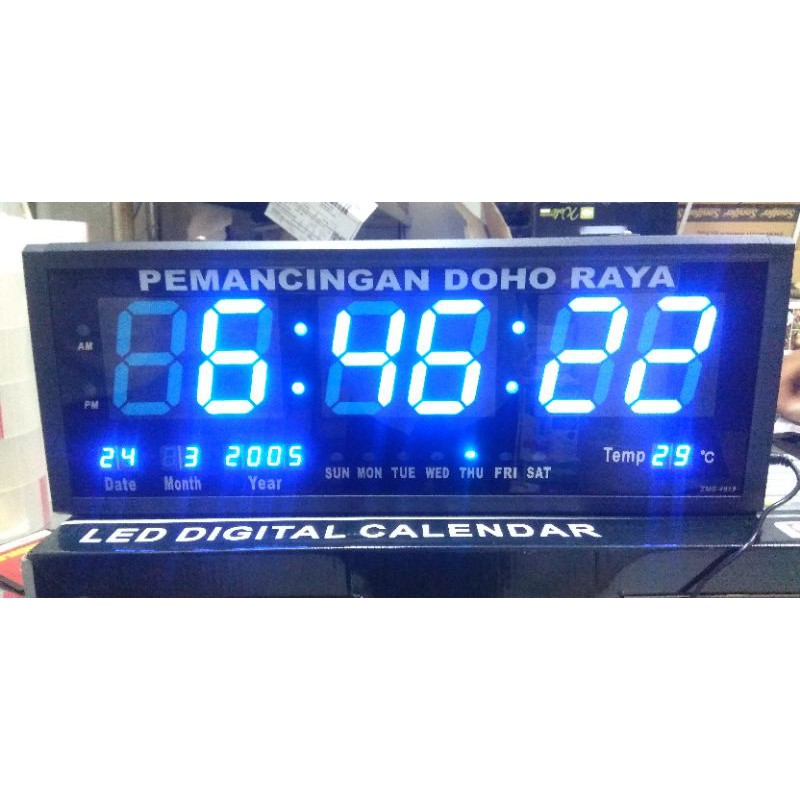 PEMANCINGAN DOHO RAYA
AM
6:46:22
PM
24 3 2005
Date Month Year
SUN MON TUE WED THU FRI SAT
Temp 29 °C
LED DIGITAL CALENDAR